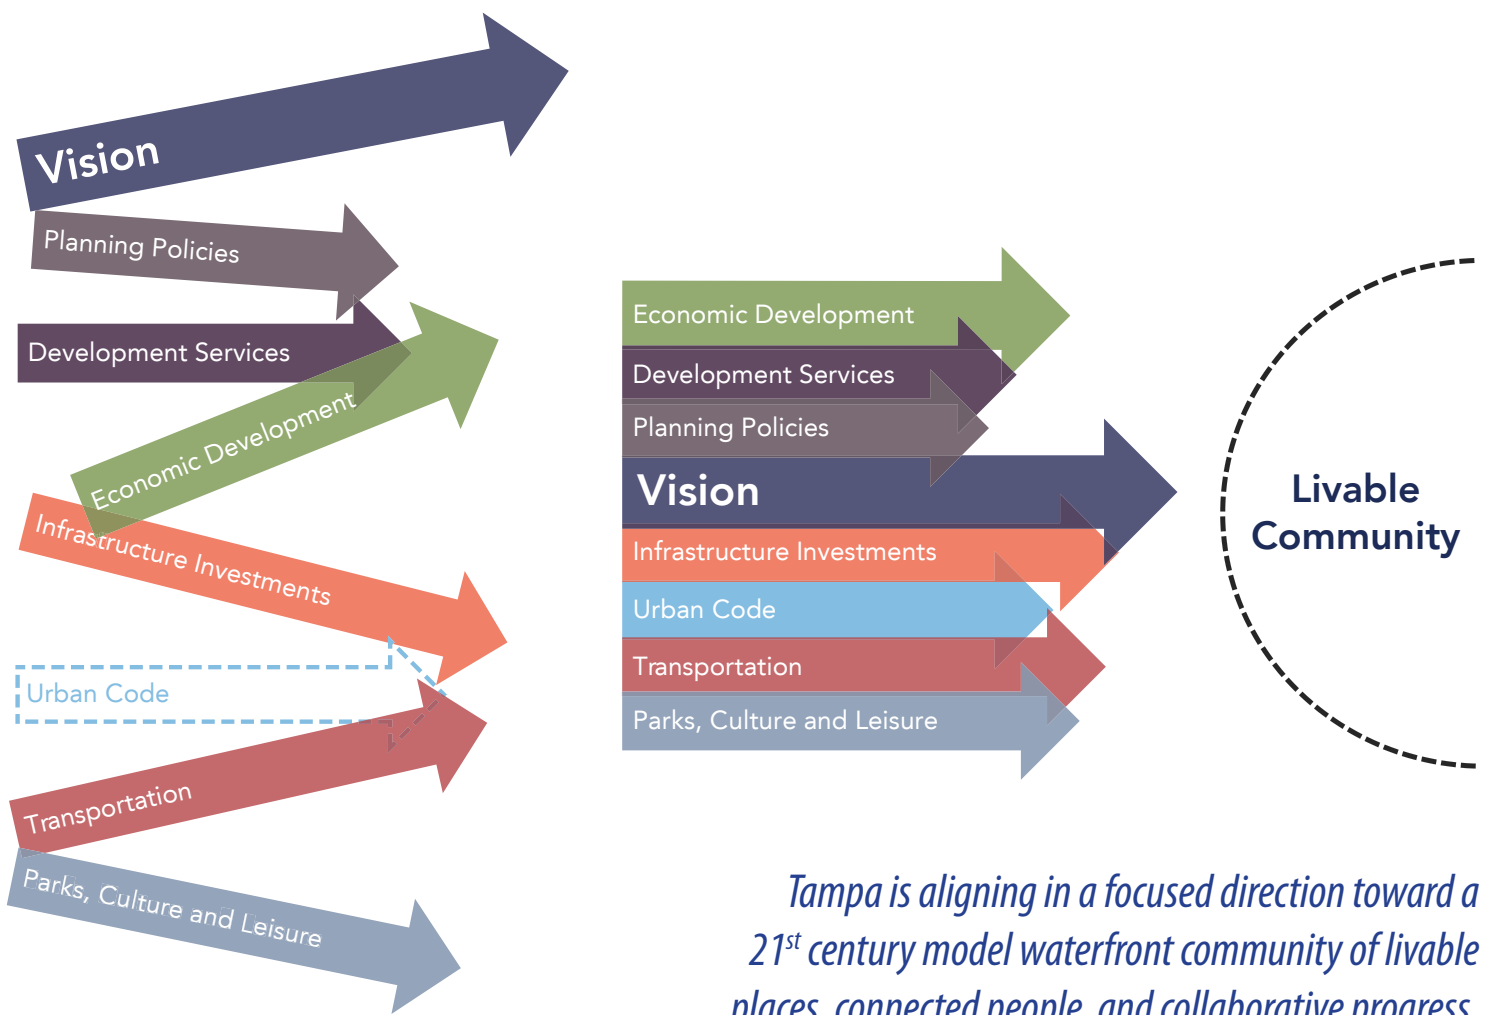 Vision
Planning Policies
Development Services
Economic Development
Infrastructure Investments
Urban Code
Transportation
Parks, Culture and Leisure
Economic Development
Development Services
Planning Policies
Vision
Infrastructure Investments
Urban Code
Transportation
Parks, Culture and Leisure
Livable
Community
Tampa is aligning in a focused direction toward a
21st century model waterfront community of livable
places, connected people, and collaborative progress.